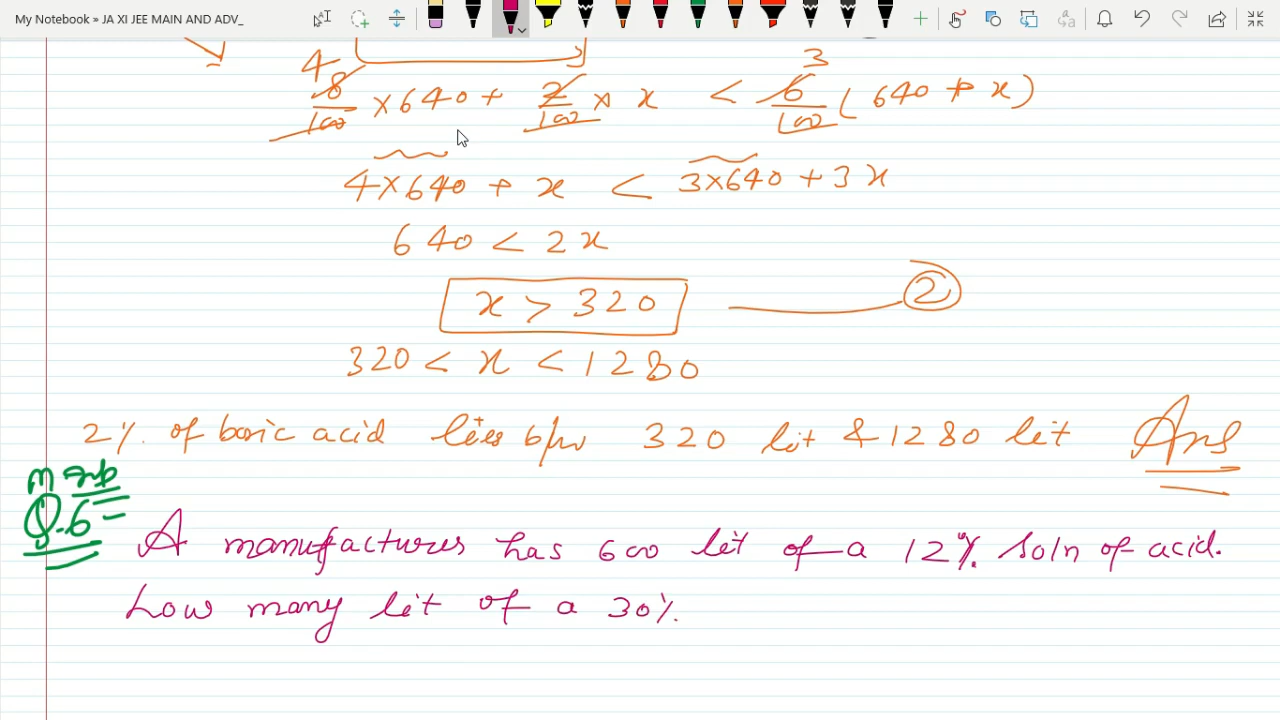 My Notebook » JA XI JEE MAIN AND ADV_
4 3
8/100 × 640 + 2/100 × x < 6/100 (640 + x)
4×640 + x < 3×640 + 3x
640 < 2x
x > 320 ②
320 < x < 1280
2% of boric acid lies b/w 320 lit & 1280 lit Ans
M Imp
Q.6 A manufactures has 600 lit of a 12% soln of acid.
how many lit of a 30%.